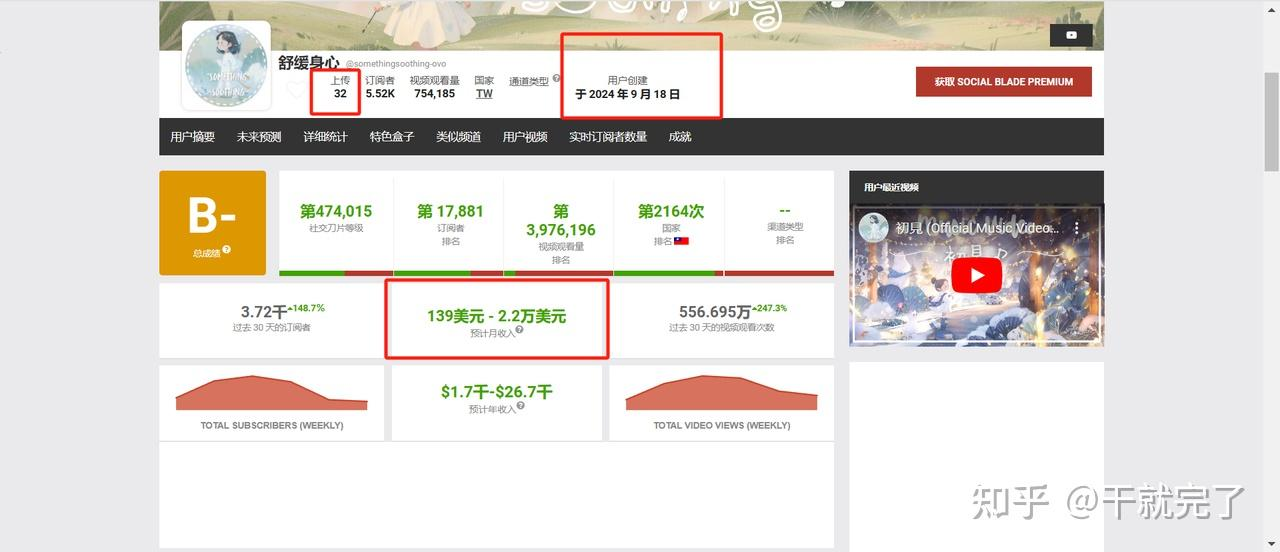 舒缓身心 @somethingsoothing-ovo
上传 订阅者 视频观看量 国家 通道类型 用户创建
32 5.52K 754,185 TW 于 2024 年 9 月 18 日
获取 SOCIAL BLADE PREMIUM
用户摘要 未来预测 详细统计 特色盒子 类似频道 用户视频 实时订阅者数量 成就
B-
总成绩
第474,015
社交刀片等级
第 17,881
订阅者
排名
第
3,976,196
视频观看量
排名
第2164次
国家
排名
--
渠道类型
排名
用户最近视频
初見 (Official Music Video...
初見
3.72千 148.7%
过去 30 天的订阅者
139美元 - 2.2万美元
预计月收入
556.695万 247.3%
过去 30 天的视频观看次数
TOTAL SUBSCRIBERS (WEEKLY)
$1.7千-$26.7千
预计年收入
TOTAL VIDEO VIEWS (WEEKLY)
知乎 @干就完了